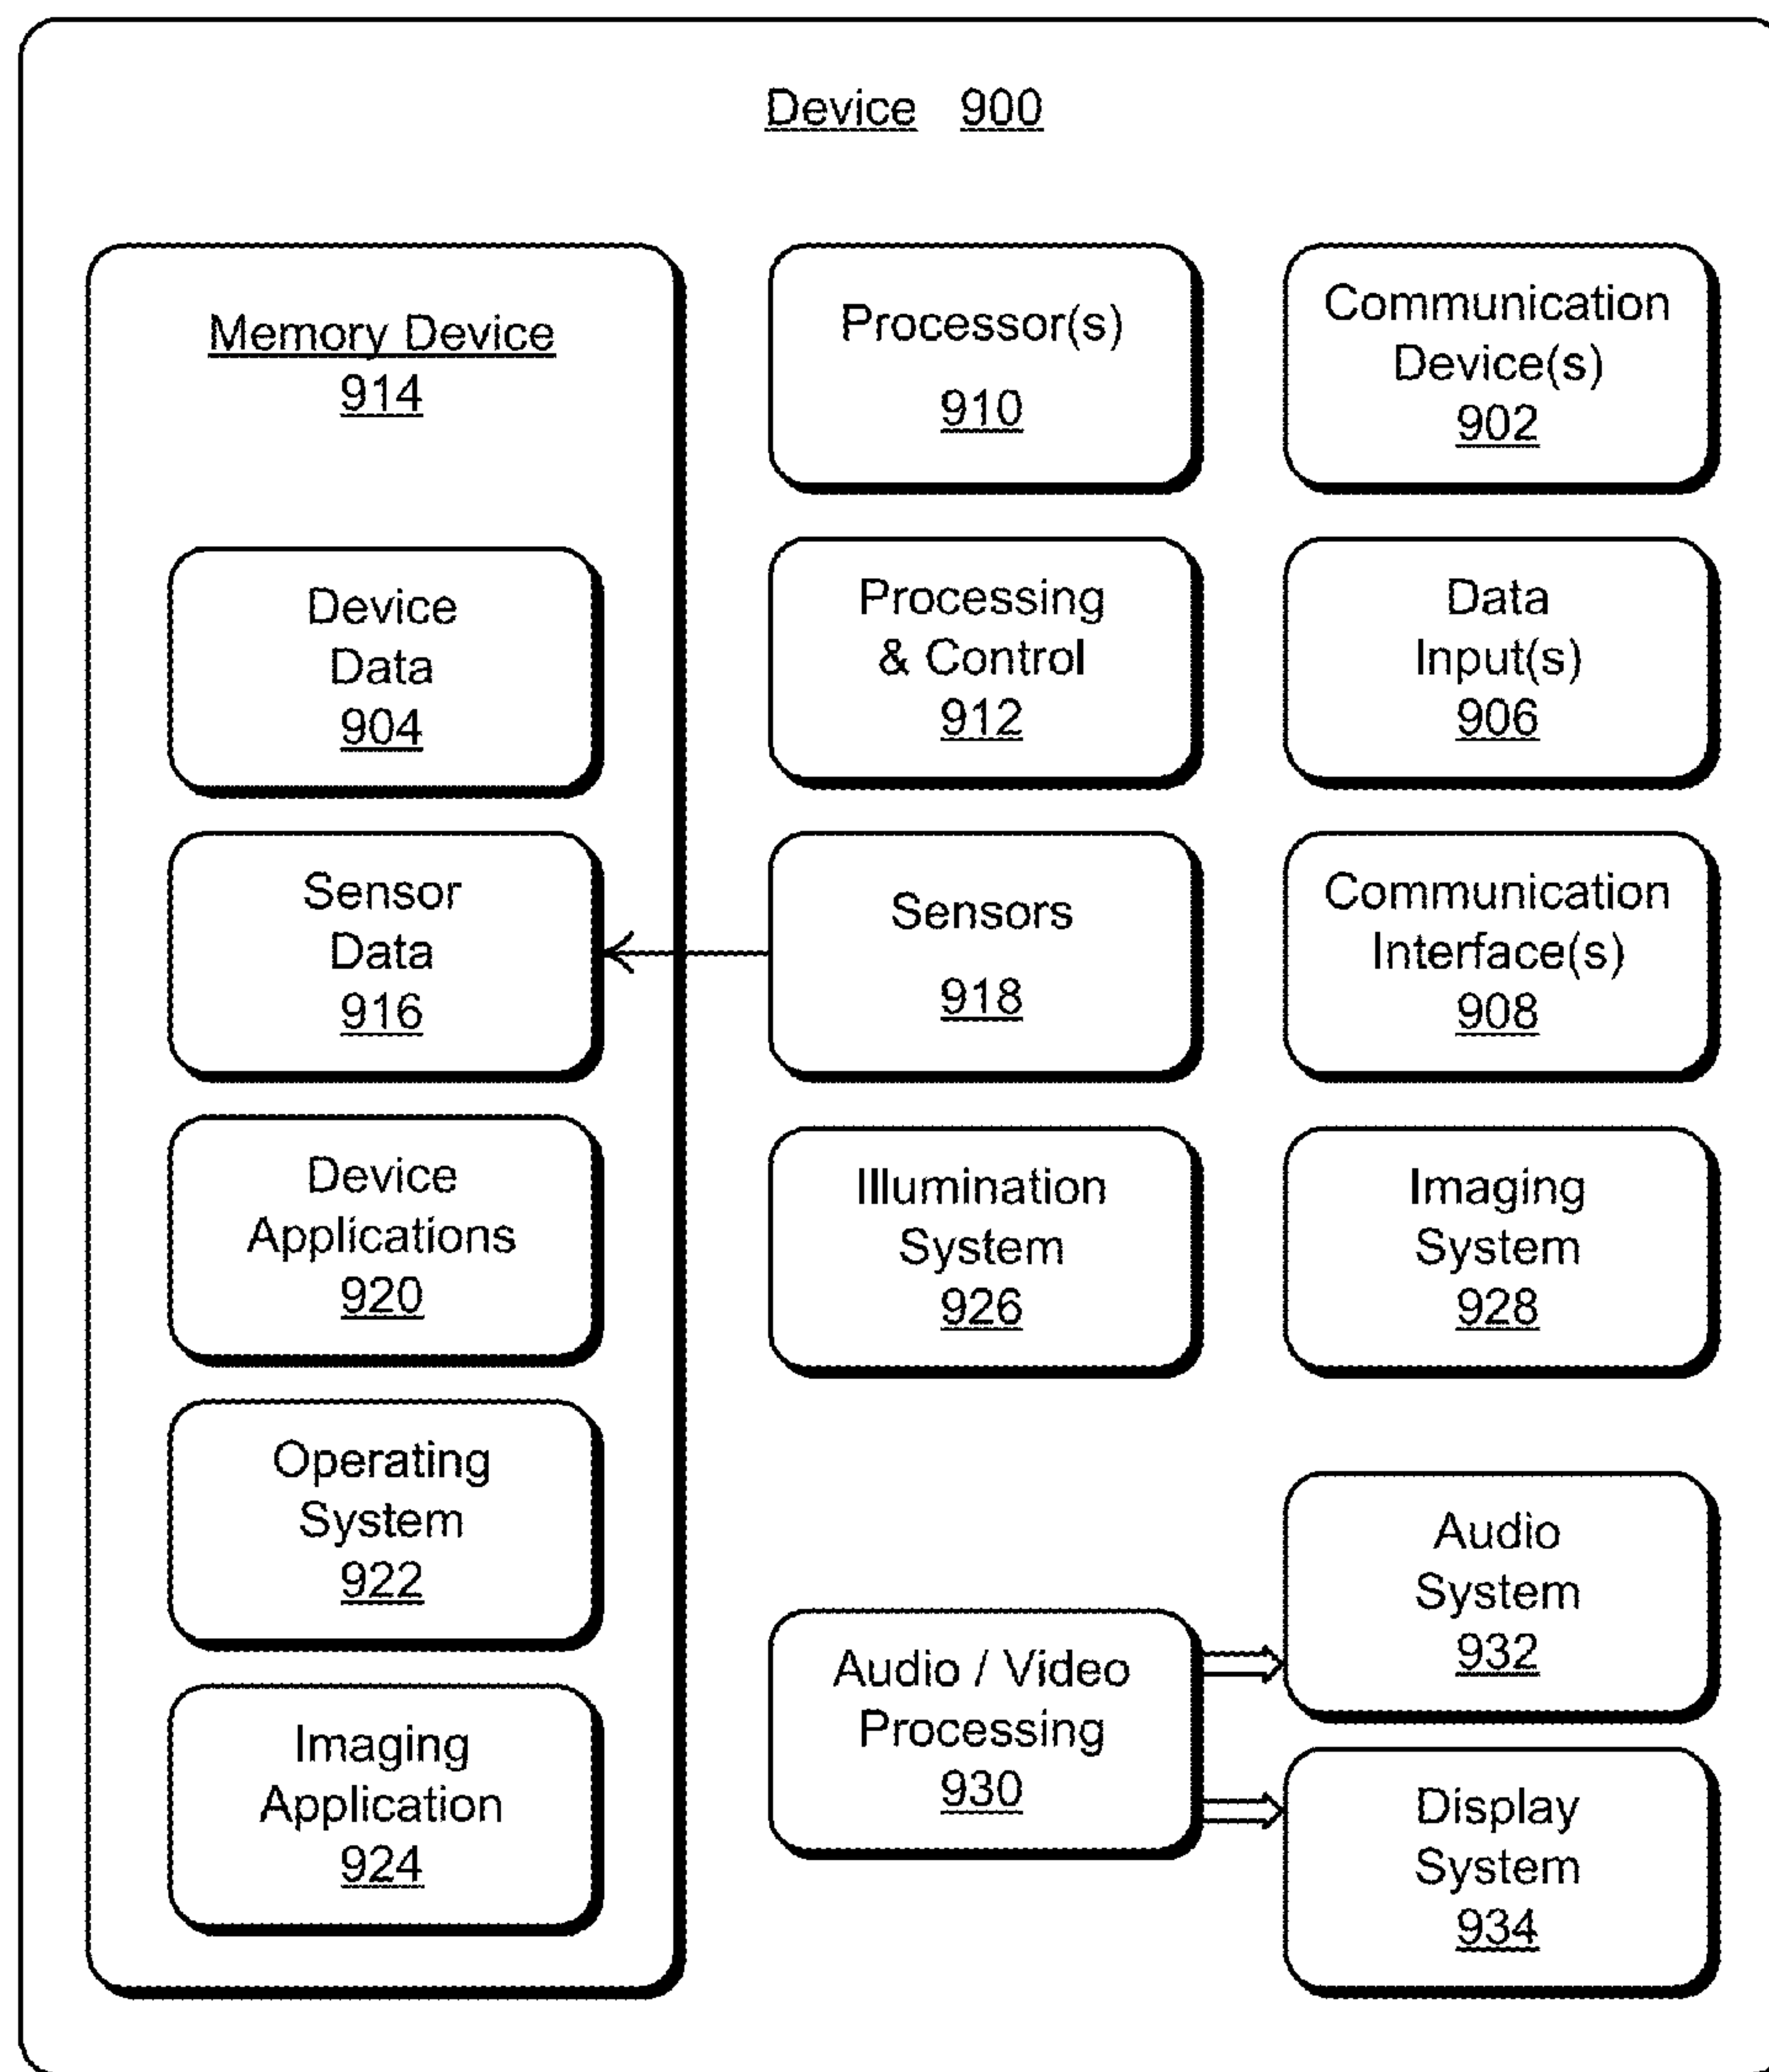 Device 900
Memory Device
914
Device
Data
904
Sensor
Data
916
Device
Applications
920
Operating
System
922
Imaging
Application
924
Processor(s)
910
Processing
& Control
912
Sensors
918
Illumination
System
926
Audio / Video
Processing
930
Communication
Device(s)
902
Data
Input(s)
906
Communication
Interface(s)
908
Imaging
System
928
Audio
System
932
Display
System
934